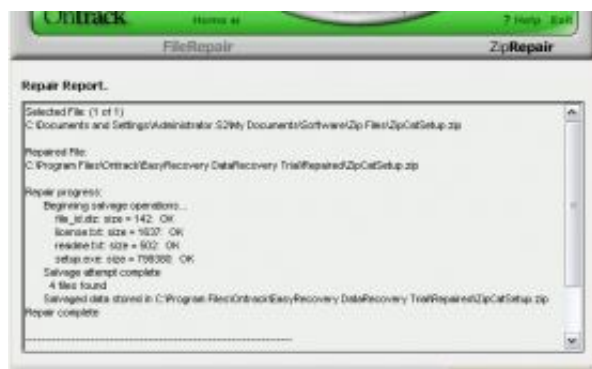 Ontrack
Home
? Help Exit
FileRepair
ZipRepair
Repair Report.
Selected File: (1 of 1)
C:\Documents and Settings\Administrator.S2\My Documents\Software\Zip Files\ZipCatSetup.zip
Repaired File:
C:\Program Files\Ontrack\EasyRecovery DataRecovery Trial\Repaired\ZipCatSetup.zip
Repair progress:
Beginning salvage operations...
file_id.diz: size = 142: OK
license.txt: size = 1637: OK
readme.txt: size = 602: OK
setup.exe: size = 798380: OK
Salvage attempt complete
4 files found
Salvaged data stored in C:\Program Files\Ontrack\EasyRecovery DataRecovery Trial\Repaired\ZipCatSetup.zip
Repair complete